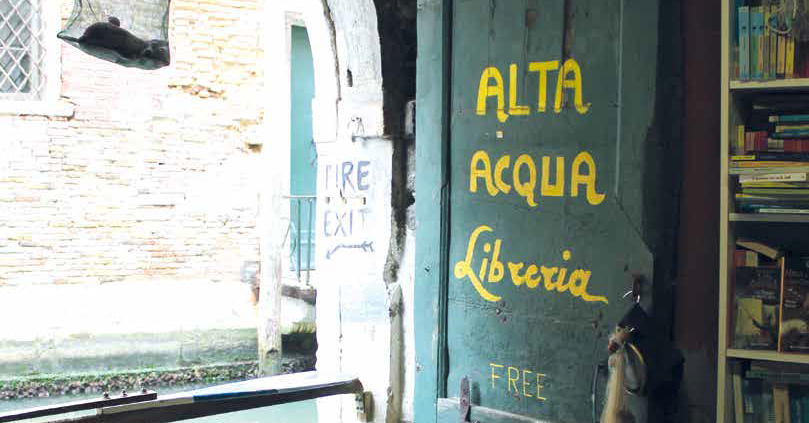 FIRE
EXIT
ALTA
ACQUA
Libreria
FREE